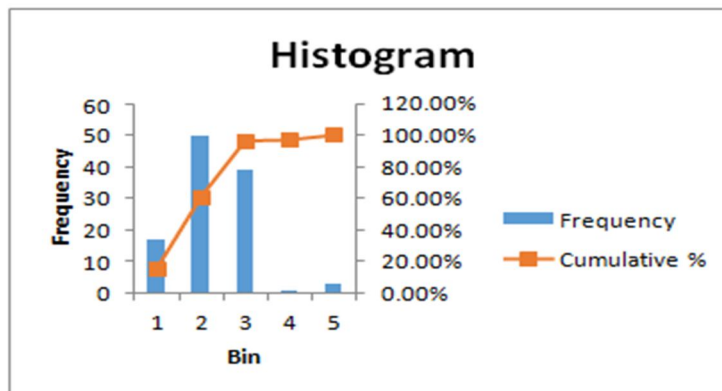 Histogram
Frequency
60
50
40
30
20
10
0
120.00%
100.00%
80.00%
60.00%
40.00%
20.00%
0.00%
1 2 3 4 5
Bin
Frequency
Cumulative %